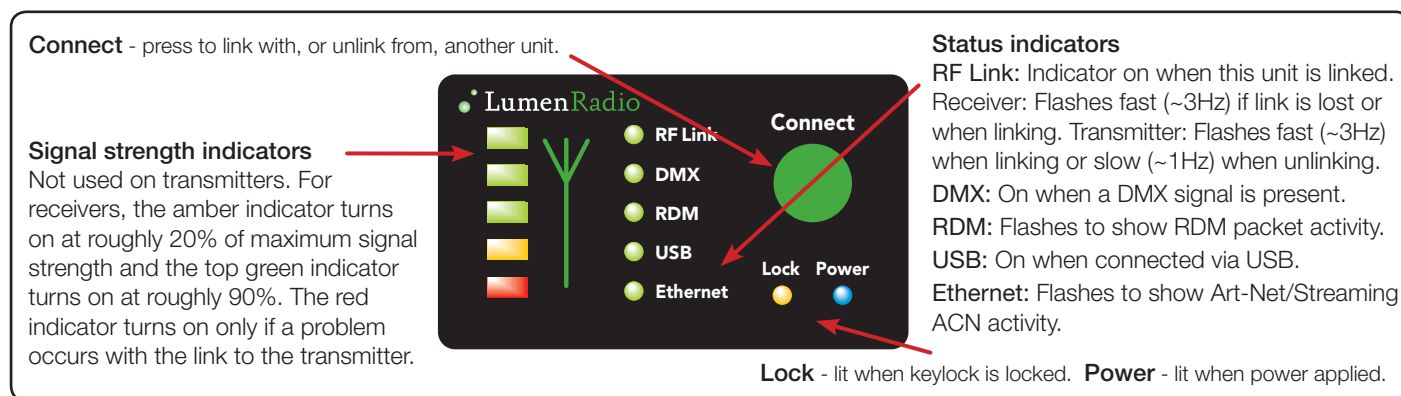 Connect - press to link with, or unlink from, another unit.
Signal strength indicators
Not used on transmitters. For
receivers, the amber indicator turns
on at roughly 20% of maximum signal
strength and the top green indicator
turns on at roughly 90%. The red
indicator turns on only if a problem
occurs with the link to the transmitter.
LumenRadio
RF Link
DMX
RDM
USB
Ethernet
Connect
Lock Power
Status indicators
RF Link: Indicator on when this unit is linked.
Receiver: Flashes fast (~3Hz) if link is lost or
when linking. Transmitter: Flashes fast (~3Hz)
when linking or slow (~1Hz) when unlinking.
DMX: On when a DMX signal is present.
RDM: Flashes to show RDM packet activity.
USB: On when connected via USB.
Ethernet: Flashes to show Art-Net/Streaming
ACN activity.
Lock - lit when keylock is locked. Power - lit when power applied.